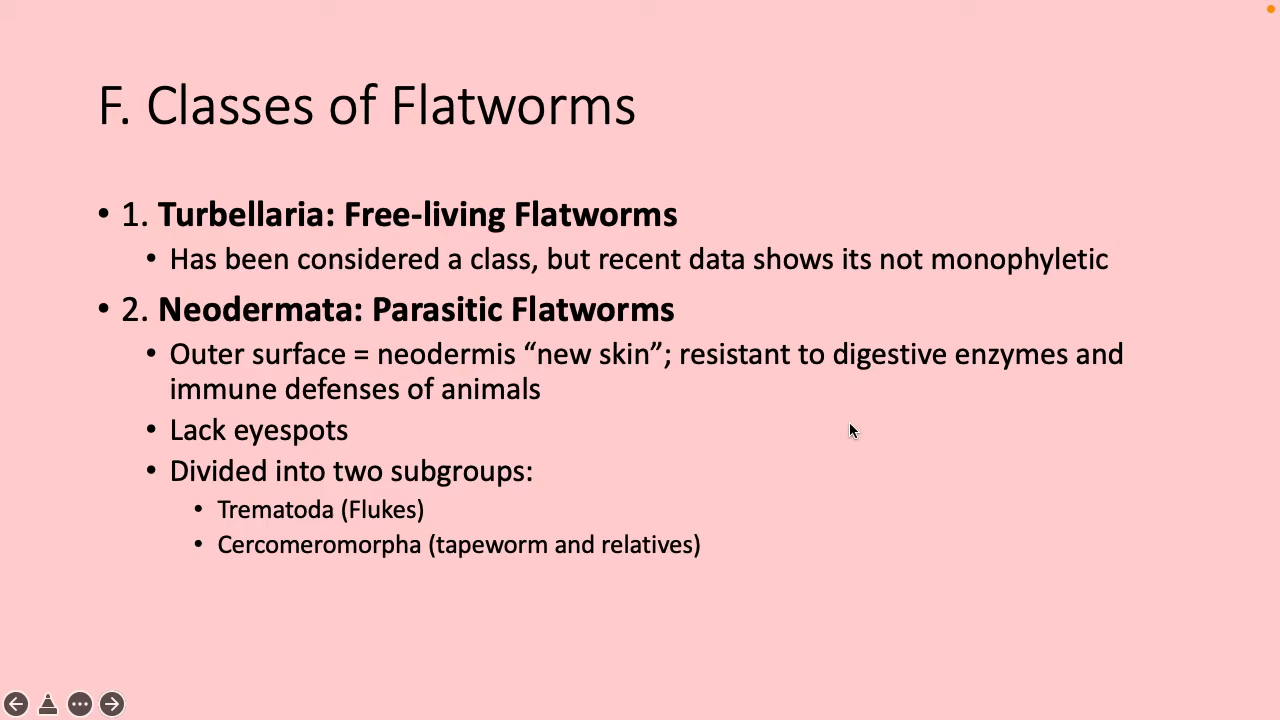 F. Classes of Flatworms
• 1. Turbellaria: Free-living Flatworms
• Has been considered a class, but recent data shows its not monophyletic
• 2. Neodermata: Parasitic Flatworms
• Outer surface = neodermis “new skin”; resistant to digestive enzymes and
immune defenses of animals
• Lack eyespots
• Divided into two subgroups:
• Trematoda (Flukes)
• Cercomeromorpha (tapeworm and relatives)